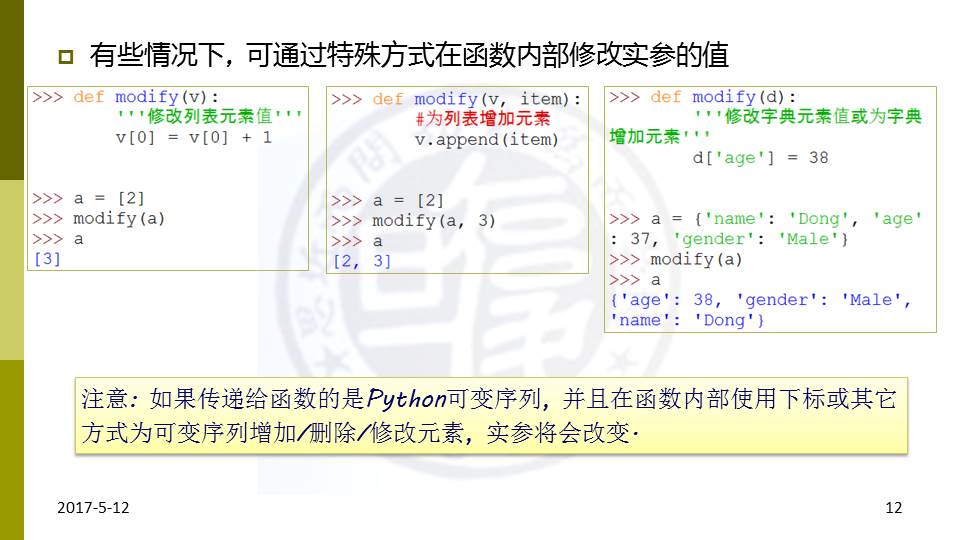 有些情况下，可通过特殊方式在函数内部修改实参的值
>>> def modify(v):
'''修改列表元素值'''
v[0] = v[0] + 1
>>> a = [2]
>>> modify(a)
>>> a
[3]
>>> def modify(v, item):
#为列表增加元素
v.append(item)
>>> a = [2]
>>> modify(a, 3)
>>> a
[2, 3]
>>> def modify(d):
'''修改字典元素值或为字典
增加元素'''
d['age'] = 38
>>> a = {'name': 'Dong', 'age'
: 37, 'gender': 'Male'}
>>> modify(a)
>>> a
{'age': 38, 'gender': 'Male',
'name': 'Dong'}
注意：如果传递给函数的是Python可变序列，并且在函数内部使用下标或其它
方式为可变序列增加/删除/修改元素，实参将会改变.
2017-5-12
12